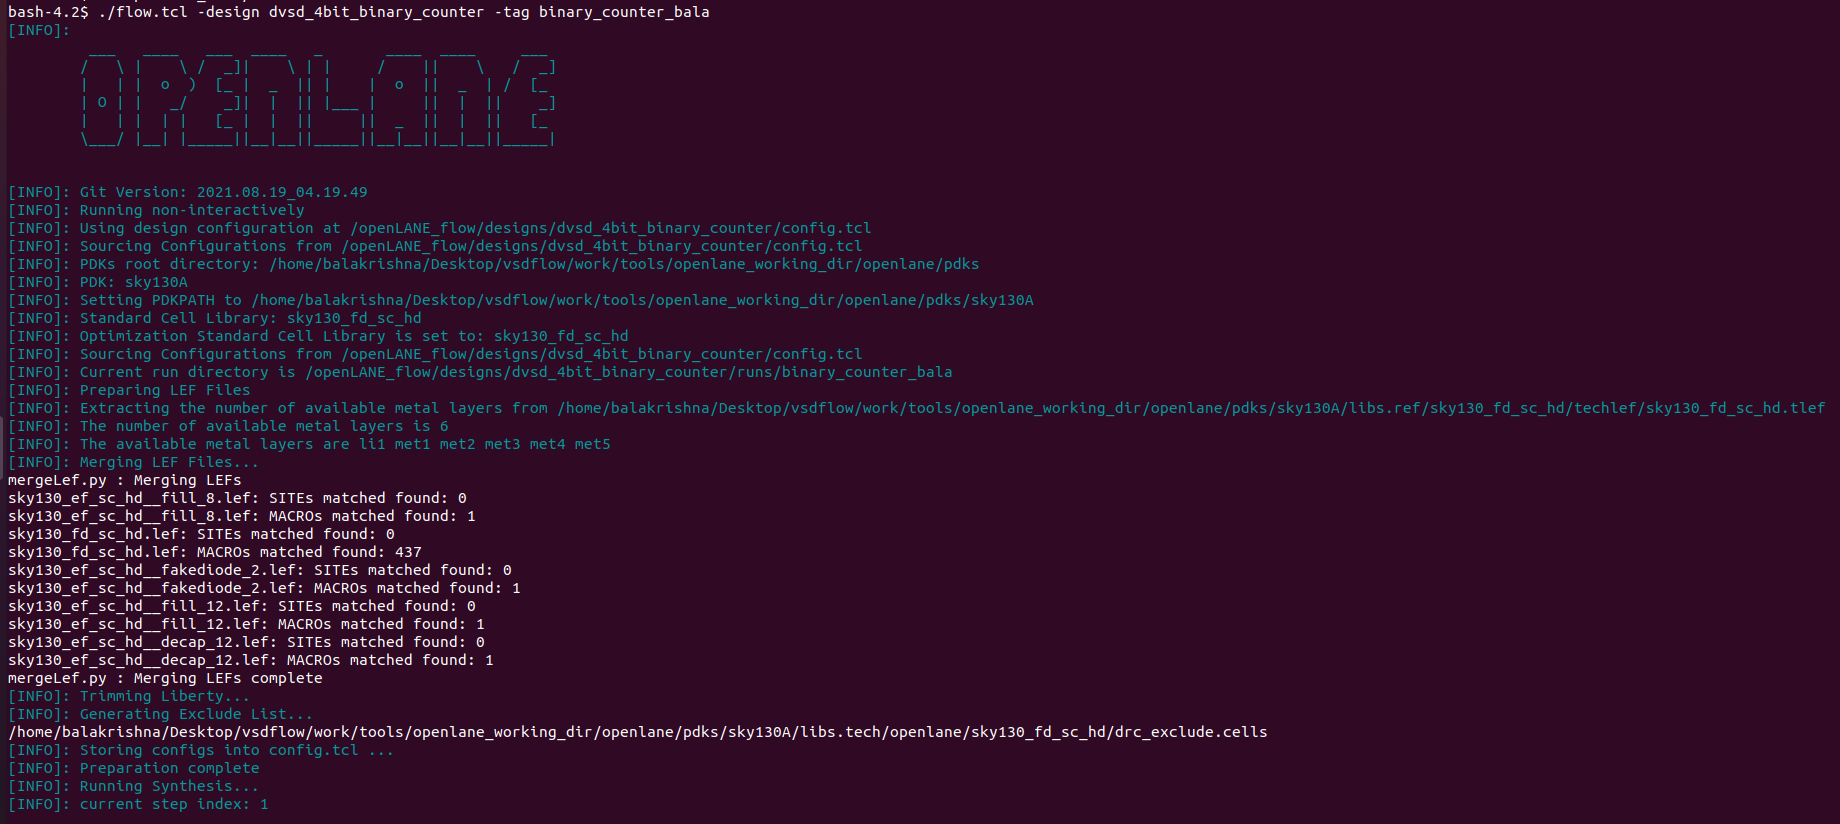 bash-4.2$ ./flow.tcl -design dvsd_4bit_binary_counter -tag binary_counter_bala
[INFO]:
OPENLANE
[INFO]: Git Version: 2021.08.19_04.19.49
[INFO]: Running non-interactively
[INFO]: Using design configuration at /openLANE_flow/designs/dvsd_4bit_binary_counter/config.tcl
[INFO]: Sourcing Configurations from /openLANE_flow/designs/dvsd_4bit_binary_counter/config.tcl
[INFO]: PDKs root directory: /home/balakrishna/Desktop/vsdflow/work/tools/openlane_working_dir/openlane/pdks
[INFO]: PDK: sky130A
[INFO]: Setting PDKPATH to /home/balakrishna/Desktop/vsdflow/work/tools/openlane_working_dir/openlane/pdks/sky130A
[INFO]: Standard Cell Library: sky130_fd_sc_hd
[INFO]: Optimization Standard Cell Library is set to: sky130_fd_sc_hd
[INFO]: Sourcing Configurations from /openLANE_flow/designs/dvsd_4bit_binary_counter/config.tcl
[INFO]: Current run directory is /openLANE_flow/designs/dvsd_4bit_binary_counter/runs/binary_counter_bala
[INFO]: Preparing LEF Files
[INFO]: Extracting the number of available metal layers from /home/balakrishna/Desktop/vsdflow/work/tools/openlane_working_dir/openlane/pdks/sky130A/libs.ref/sky130_fd_sc_hd/techlef/sky130_fd_sc_hd.tlef
[INFO]: The number of available metal layers is 6
[INFO]: The available metal layers are li1 met1 met2 met3 met4 met5
[INFO]: Merging LEF Files...
mergeLef.py : Merging LEFs
sky130_ef_sc_hd__fill_8.lef: SITEs matched found: 0
sky130_ef_sc_hd__fill_8.lef: MACROs matched found: 1
sky130_fd_sc_hd.lef: SITEs matched found: 0
sky130_fd_sc_hd.lef: MACROs matched found: 437
sky130_ef_sc_hd__fakediode_2.lef: SITEs matched found: 0
sky130_ef_sc_hd__fakediode_2.lef: MACROs matched found: 1
sky130_ef_sc_hd__fill_12.lef: SITEs matched found: 0
sky130_ef_sc_hd__fill_12.lef: MACROs matched found: 1
sky130_ef_sc_hd__decap_12.lef: SITEs matched found: 0
sky130_ef_sc_hd__decap_12.lef: MACROs matched found: 1
mergeLef.py : Merging LEFs complete
[INFO]: Trimming Liberty...
[INFO]: Generating Exclude List...
/home/balakrishna/Desktop/vsdflow/work/tools/openlane_working_dir/openlane/pdks/sky130A/libs.tech/openlane/sky130_fd_sc_hd/drc_exclude.cells
[INFO]: Storing configs into config.tcl ...
[INFO]: Preparation complete
[INFO]: Running Synthesis...
[INFO]: current step index: 1